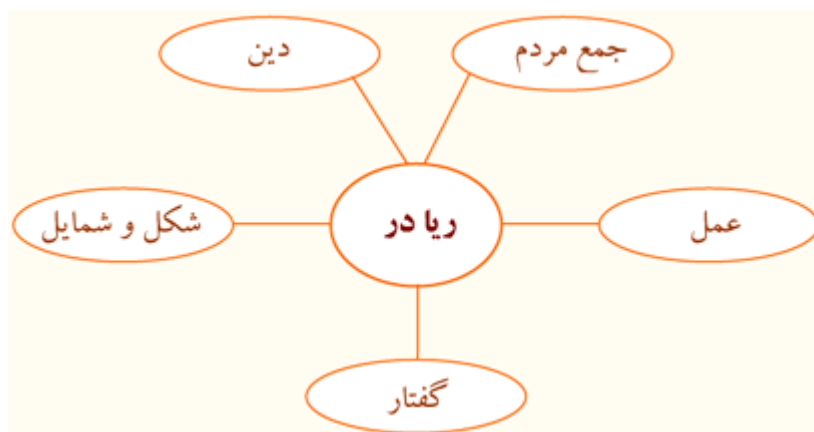 جمع مردم
دین
ریا در
عمل
شکل و شمایل
گفتار